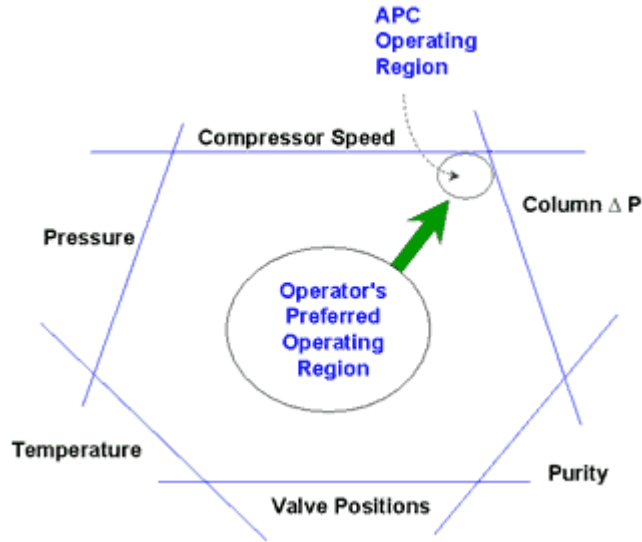 APC
Operating
Region
Compressor Speed
Column Δ P
Pressure
Operator's
Preferred
Operating
Region
Temperature
Purity
Valve Positions